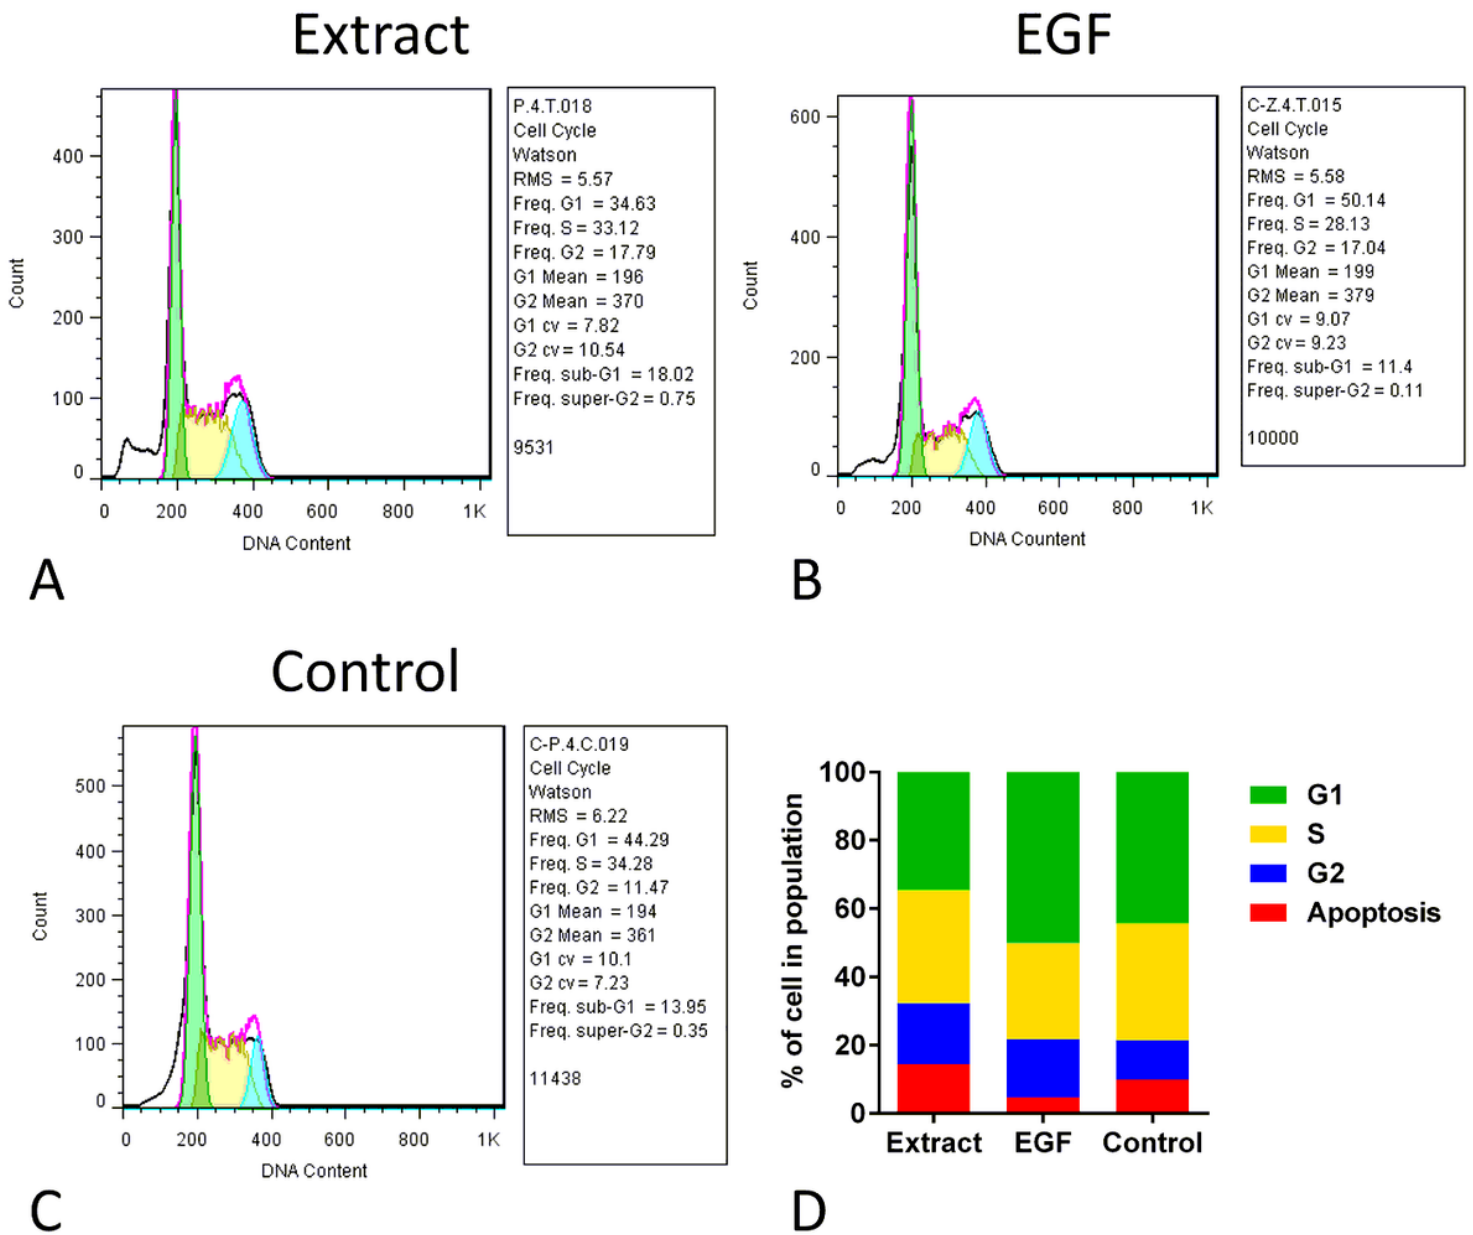 Extract
400
300
200
100
0
Count
0 200 400 600 800 1K
DNA Content
P.4.T.018
Cell Cycle
Watson
RMS = 5.57
Freq. G1 = 34.63
Freq. S = 33.12
Freq. G2 = 17.79
G1 Mean = 196
G2 Mean = 370
G1 cv = 7.82
G2 cv = 10.54
Freq. sub-G1 = 18.02
Freq. super-G2 = 0.75
9531
A
EGF
600
400
200
0
Count
0 200 400 600 800 1K
DNA Countent
C-Z.4.T.015
Cell Cycle
Watson
RMS = 5.58
Freq. G1 = 50.14
Freq. S = 28.13
Freq. G2 = 17.04
G1 Mean = 199
G2 Mean = 379
G1 cv = 9.07
G2 cv = 9.23
Freq. sub-G1 = 11.4
Freq. super-G2 = 0.11
10000
B
Control
500
400
300
200
100
0
Count
0 200 400 600 800 1K
DNA Content
C-P.4.C.019
Cell Cycle
Watson
RMS = 6.22
Freq. G1 = 44.29
Freq. S = 34.28
Freq. G2 = 11.47
G1 Mean = 194
G2 Mean = 361
G1 cv = 10.1
G2 cv = 7.23
Freq. sub-G1 = 13.95
Freq. super-G2 = 0.35
11438
C
100
80
60
40
20
0
% of cell in population
Extract EGF Control
G1
S
G2
Apoptosis
D